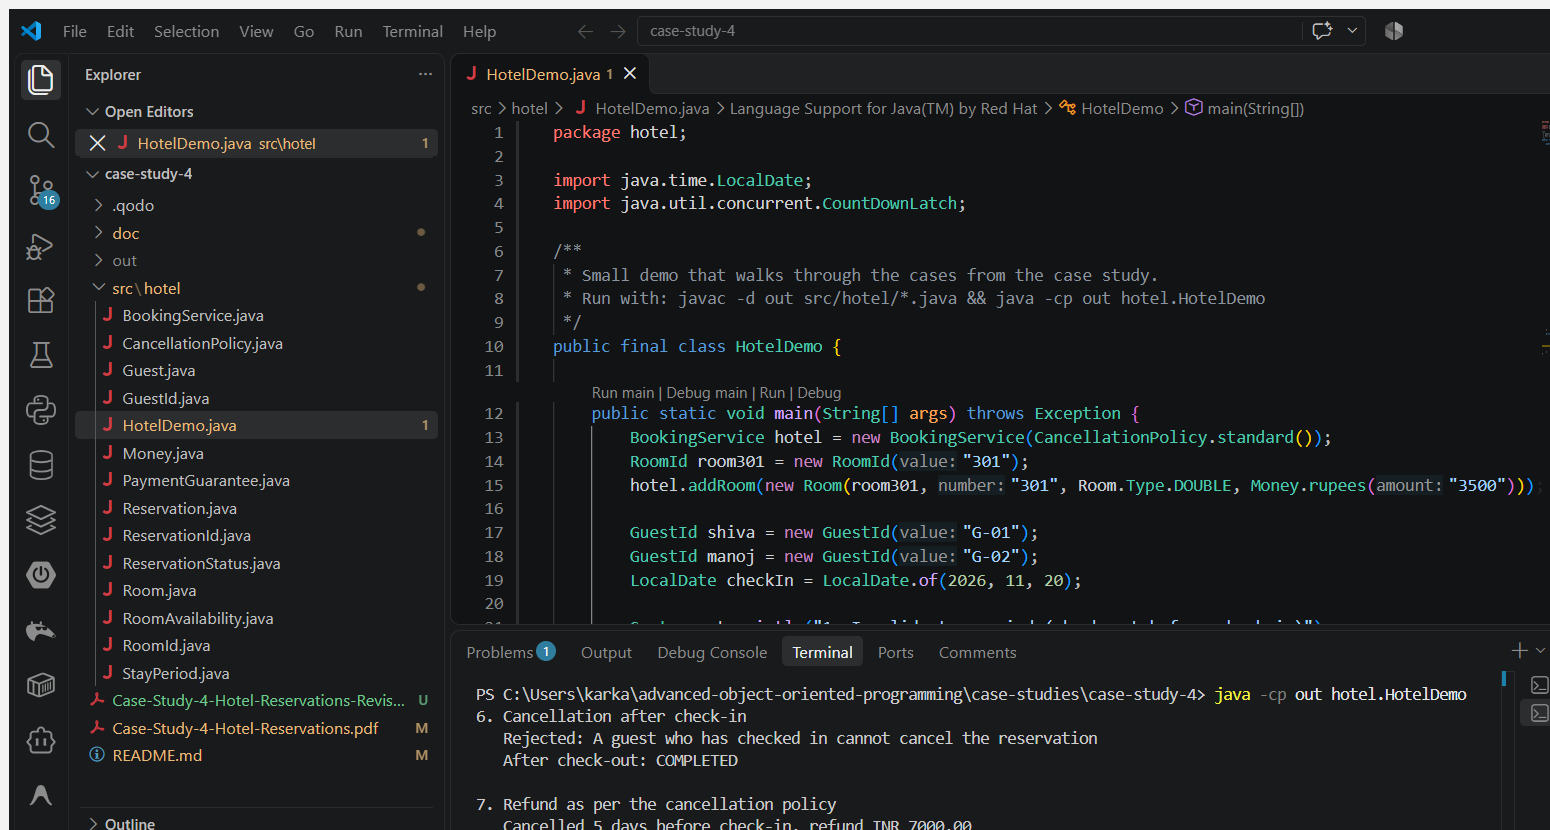 File Edit Selection View Go Run Terminal Help
case-study-4
Explorer
Open Editors
HotelDemo.java src\hotel 1
case-study-4
.qodo
doc
out
src\hotel
BookingService.java
CancellationPolicy.java
Guest.java
GuestId.java
HotelDemo.java 1
Money.java
PaymentGuarantee.java
Reservation.java
ReservationId.java
ReservationStatus.java
Room.java
RoomAvailability.java
RoomId.java
StayPeriod.java
Case-Study-4-Hotel-Reservations-Revis... U
Case-Study-4-Hotel-Reservations.pdf M
README.md M
Outline
16
HotelDemo.java 1
src > hotel > HotelDemo.java > Language Support for Java(TM) by Red Hat > HotelDemo > main(String[])
1 package hotel;
2
3 import java.time.LocalDate;
4 import java.util.concurrent.CountDownLatch;
5
6 /**
7 * Small demo that walks through the cases from the case study.
8 * Run with: javac -d out src/hotel/*.java && java -cp out hotel.HotelDemo
9 */
10 public final class HotelDemo {
11
Run main | Debug main | Run | Debug
12 public static void main(String[] args) throws Exception {
13 BookingService hotel = new BookingService(CancellationPolicy.standard());
14 RoomId room301 = new RoomId(value: "301");
15 hotel.addRoom(new Room(room301, number: "301", Room.Type.DOUBLE, Money.rupees(amount: "3500")));
16
17 GuestId shiva = new GuestId(value: "G-01");
18 GuestId manoj = new GuestId(value: "G-02");
19 LocalDate checkIn = LocalDate.of(2026, 11, 20);
20
Problems 1 Output Debug Console Terminal Ports Comments
PS C:\Users\karka\advanced-object-oriented-programming\case-studies\case-study-4> java -cp out hotel.HotelDemo
6. Cancellation after check-in
Rejected: A guest who has checked in cannot cancel the reservation
After check-out: COMPLETED
7. Refund as per the cancellation policy
Cancelled 5 days before check-in, refund INR 7000.00